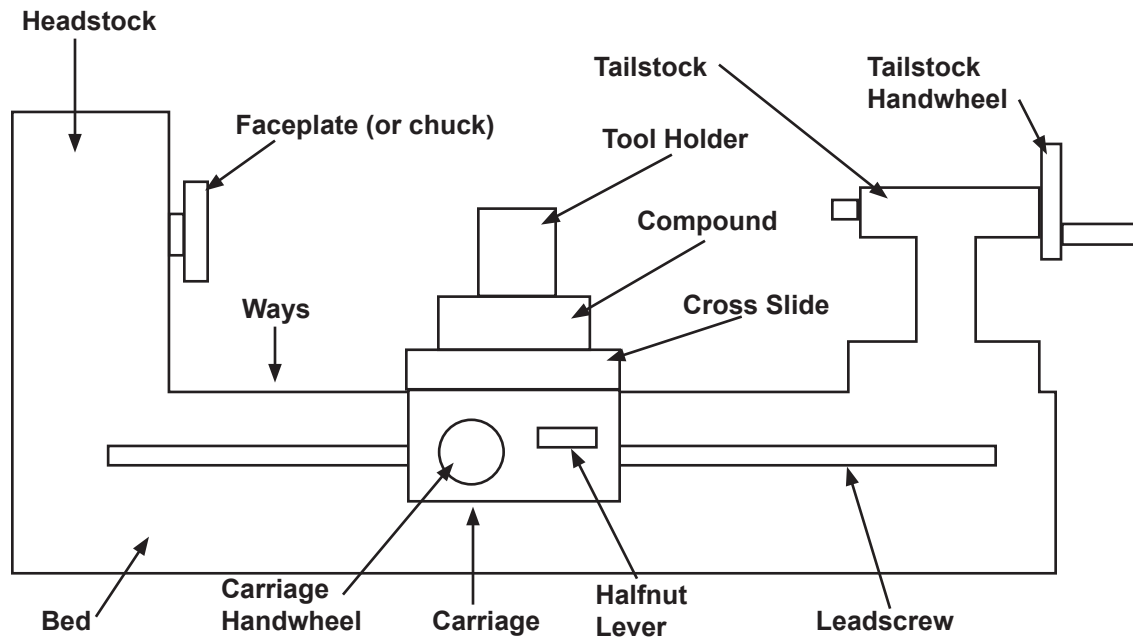 Headstock
Tailstock
Tailstock
Handwheel
Faceplate (or chuck)
Tool Holder
Compound
Cross Slide
Ways
Bed
Carriage
Handwheel
Carriage
Halfnut
Lever
Leadscrew